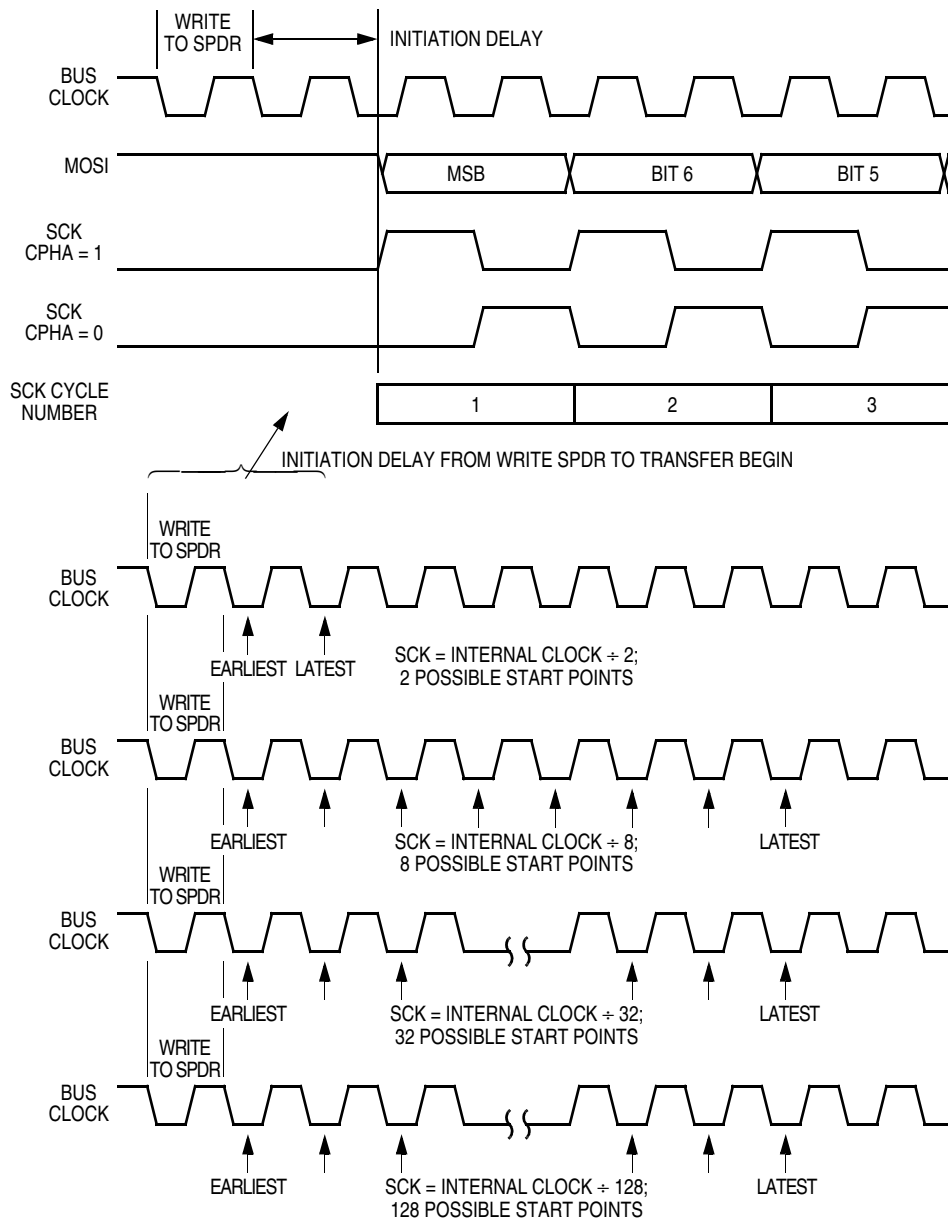 WRITE
TO SPDR
INITIATION DELAY
BUS
CLOCK
MOSI
MSB
BIT 6
BIT 5
SCK
CPHA = 1
SCK
CPHA = 0
SCK CYCLE
NUMBER
1
2
3
INITIATION DELAY FROM WRITE SPDR TO TRANSFER BEGIN
WRITE
TO SPDR
BUS
CLOCK
EARLIEST
LATEST
SCK = INTERNAL CLOCK ÷ 2;
2 POSSIBLE START POINTS
WRITE
TO SPDR
BUS
CLOCK
EARLIEST
SCK = INTERNAL CLOCK ÷ 8;
8 POSSIBLE START POINTS
LATEST
WRITE
TO SPDR
BUS
CLOCK
EARLIEST
SCK = INTERNAL CLOCK ÷ 32;
32 POSSIBLE START POINTS
LATEST
WRITE
TO SPDR
BUS
CLOCK
EARLIEST
SCK = INTERNAL CLOCK ÷ 128;
128 POSSIBLE START POINTS
LATEST